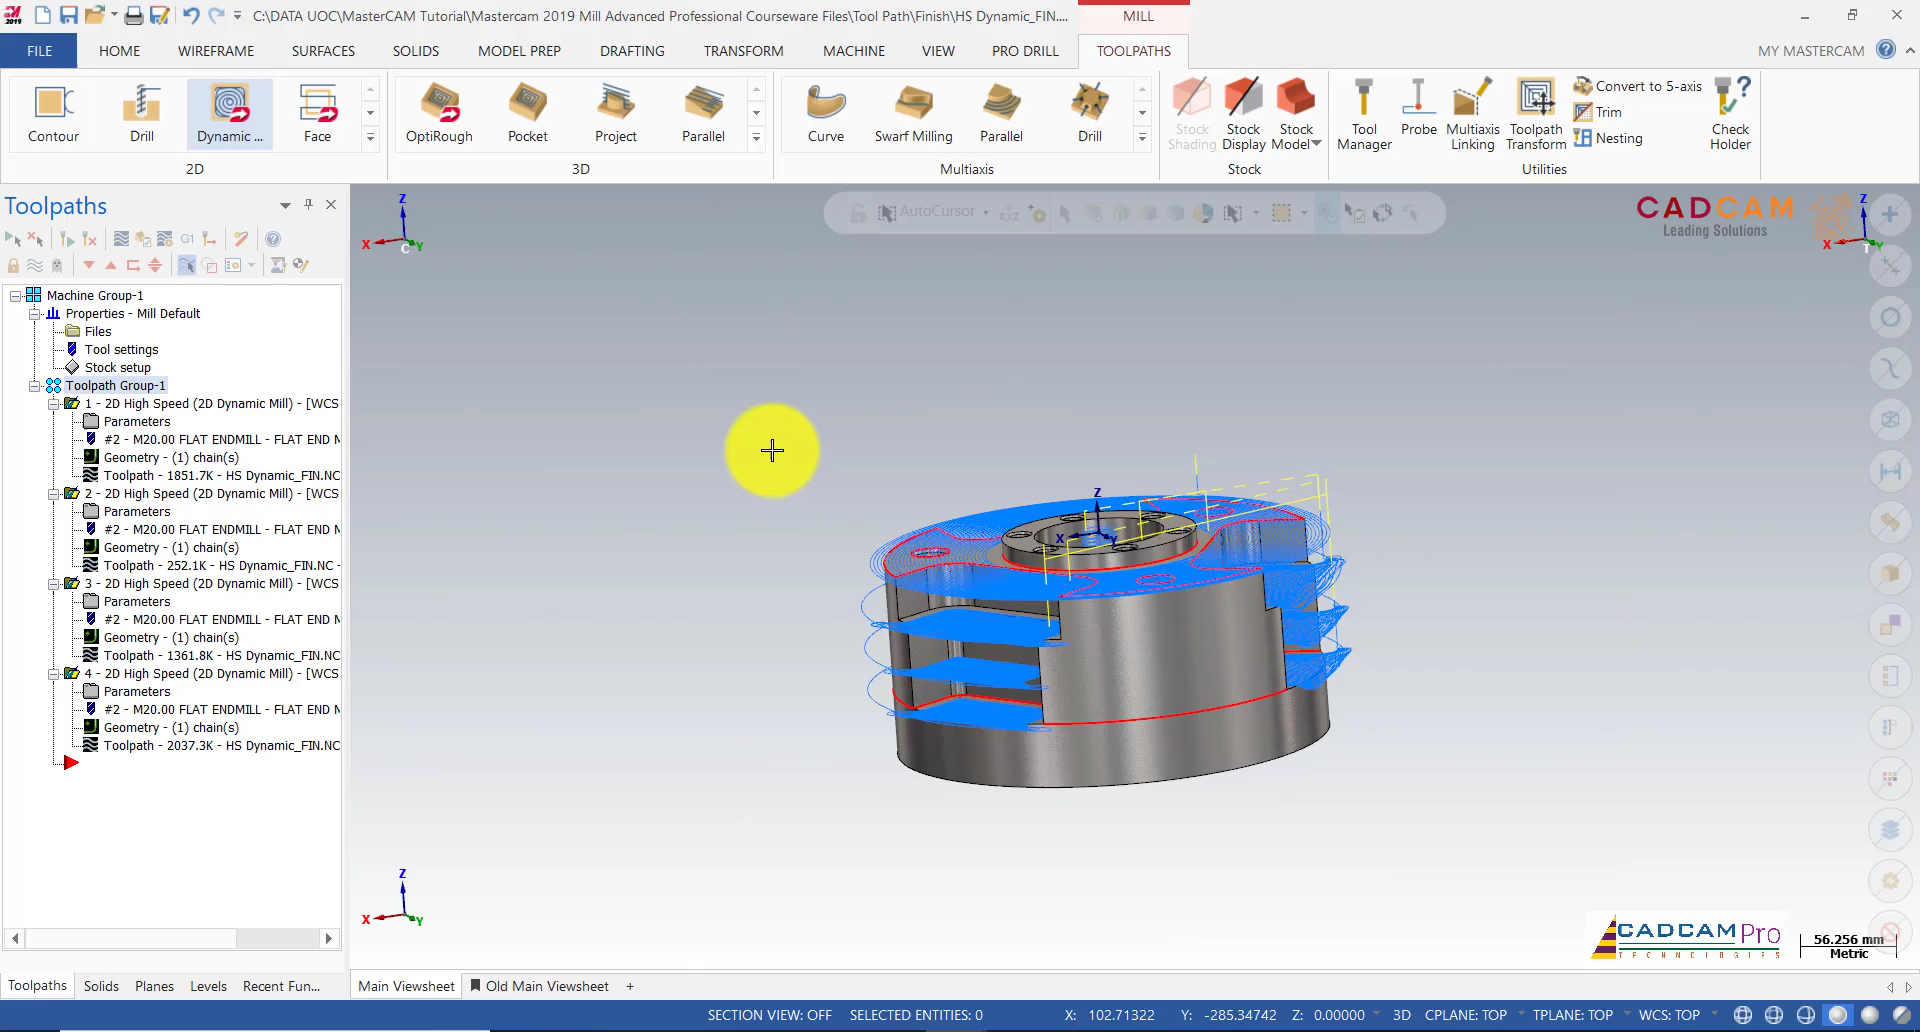 2019
C:\DATA UOC\MasterCAM Tutorial\Mastercam 2019 Mill Advanced Professional Courseware Files\Tool Path\Finish\HS Dynamic_FIN....
MILL
FILE HOME WIREFRAME SURFACES SOLIDS MODEL PREP DRAFTING TRANSFORM MACHINE VIEW PRO DRILL TOOLPATHS MY MASTERCAM
Contour Drill Dynamic ... Face
2D
OptiRough Pocket Project Parallel
3D
Curve Swarf Milling Parallel Drill
Multiaxis
Stock Shading Stock Display Stock Model
Stock
Tool Manager Probe Multiaxis Linking Toolpath Transform
Convert to 5-axis
Trim
Nesting
Check Holder
Utilities
Toolpaths
G1
Machine Group-1
Properties - Mill Default
Files
Tool settings
Stock setup
Toolpath Group-1
1 - 2D High Speed (2D Dynamic Mill) - [WCS
Parameters
#2 - M20.00 FLAT ENDMILL - FLAT END M
Geometry - (1) chain(s)
Toolpath - 1851.7K - HS Dynamic_FIN.NC
2 - 2D High Speed (2D Dynamic Mill) - [WCS
Parameters
#2 - M20.00 FLAT ENDMILL - FLAT END M
Geometry - (1) chain(s)
Toolpath - 252.1K - HS Dynamic_FIN.NC -
3 - 2D High Speed (2D Dynamic Mill) - [WCS
Parameters
#2 - M20.00 FLAT ENDMILL - FLAT END M
Geometry - (1) chain(s)
Toolpath - 1361.8K - HS Dynamic_FIN.NC
4 - 2D High Speed (2D Dynamic Mill) - [WCS
Parameters
#2 - M20.00 FLAT ENDMILL - FLAT END M
Geometry - (1) chain(s)
Toolpath - 2037.3K - HS Dynamic_FIN.NC
AutoCursor
Z
X
Y
C
CADCAM
Leading Solutions
Z
X
Y
T
Z
X
Y
Z
X
Y
CADCAM Pro
TECHNOLOGIES
56.256 mm
Metric
Toolpaths Solids Planes Levels Recent Fun...
Main Viewsheet Old Main Viewsheet +
SECTION VIEW: OFF SELECTED ENTITIES: 0 X: 102.71322 Y: -285.34742 Z: 0.00000 3D CPLANE: TOP TPLANE: TOP WCS: TOP